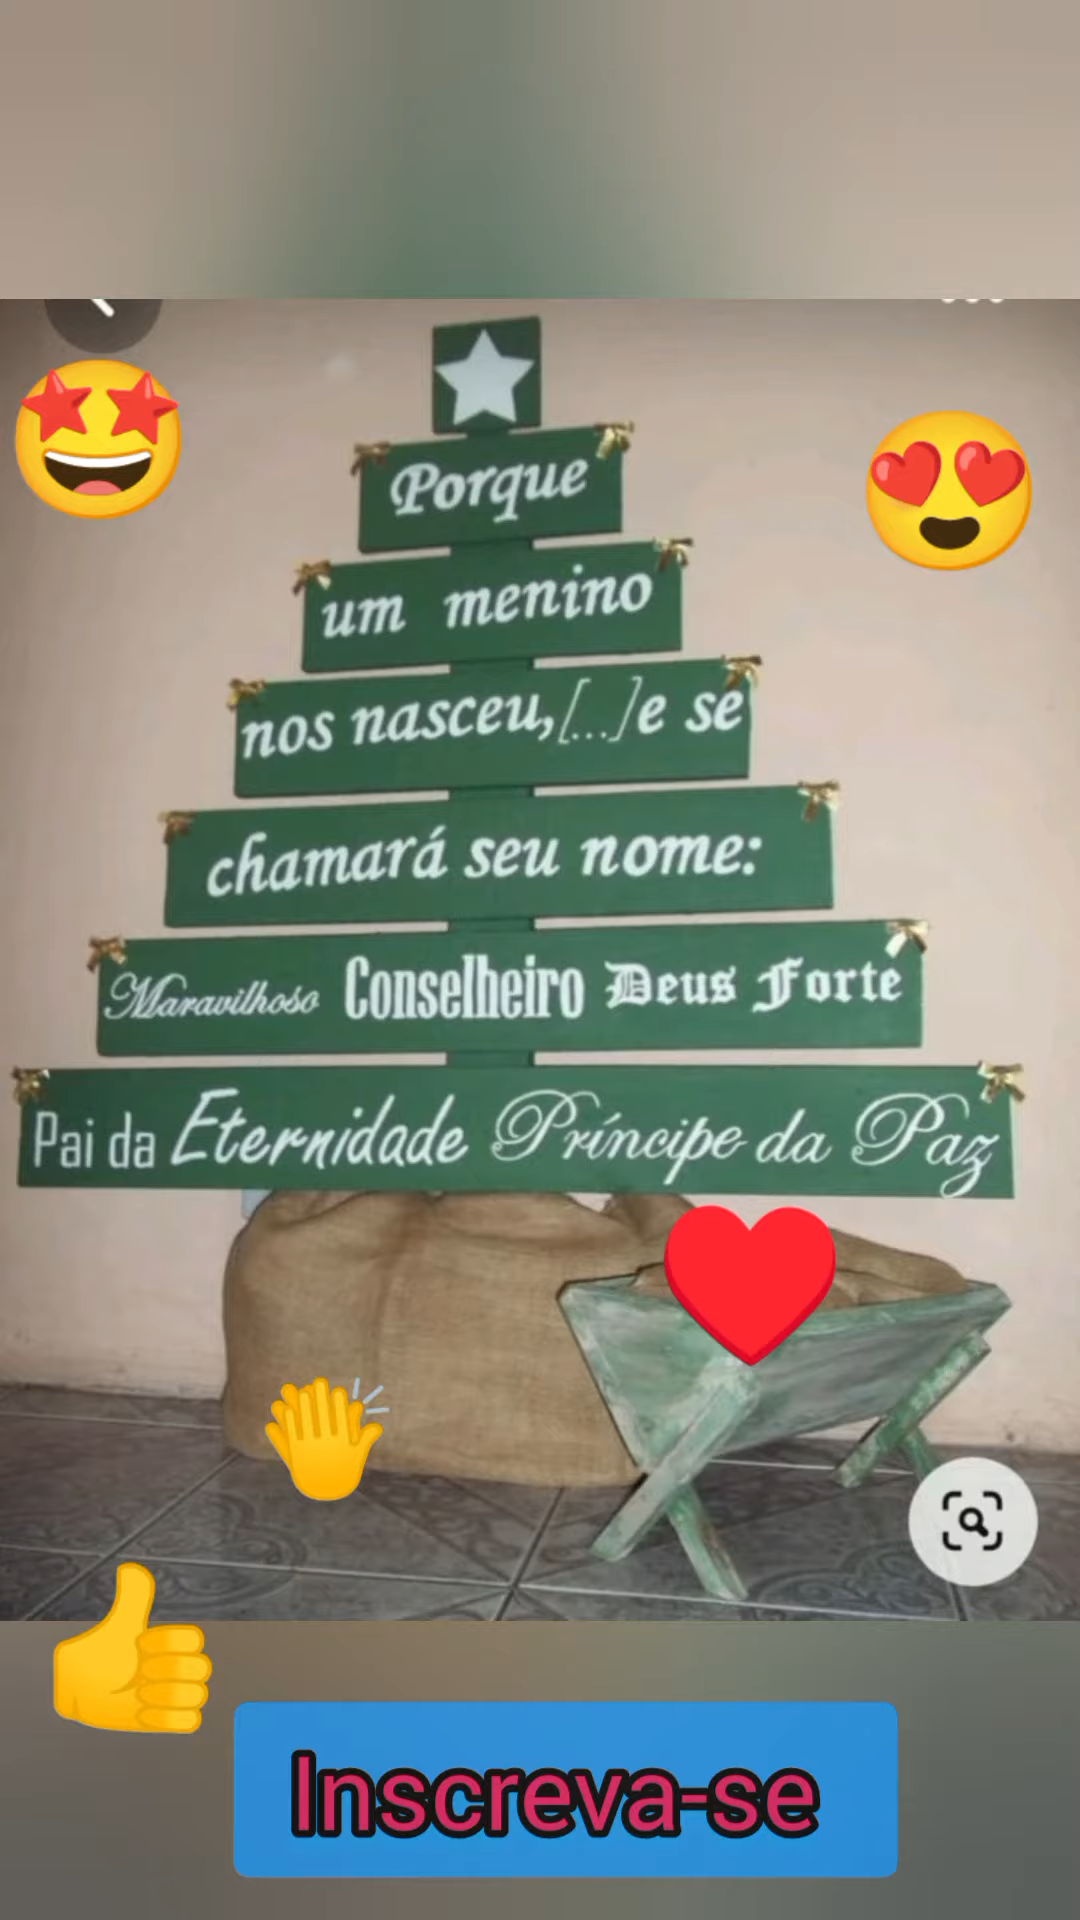 Porque
um menino
nos nasceu,[...]e se
chamará seu nome:
Maravilhoso Conselheiro Deus Forte
Pai da Eternidade Príncipe da Paz
Inscreva-se